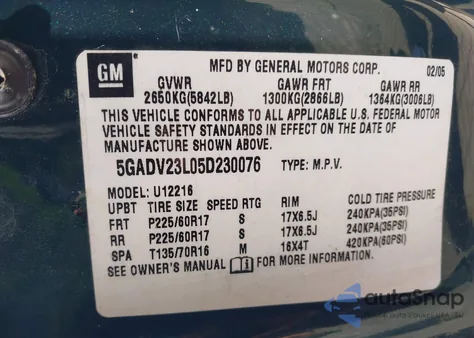 GM
MFD BY GENERAL MOTORS CORP. 02/05
GVWR GAWR FRT GAWR RR
2650KG(5842LB) 1300KG(2866LB) 1364KG(3006LB)
THIS VEHICLE CONFORMS TO ALL APPLICABLE U.S. FEDERAL MOTOR
VEHICLE SAFETY STANDARDS IN EFFECT ON THE DATE OF
MANUFACTURE SHOWN ABOVE.
5GADV23L05D230076 TYPE: M.P.V.
MODEL: U12216
UPBT TIRE SIZE SPEED RTG RIM COLD TIRE PRESSURE
FRT P225/60R17 S 17X6.5J 240KPA(35PSI)
RR P225/60R17 S 17X6.5J 240KPA(35PSI)
SPA T135/70R16 M 16X4T 420KPA(60PSI)
SEE OWNER'S MANUAL FOR MORE INFORMATION
autoSnap